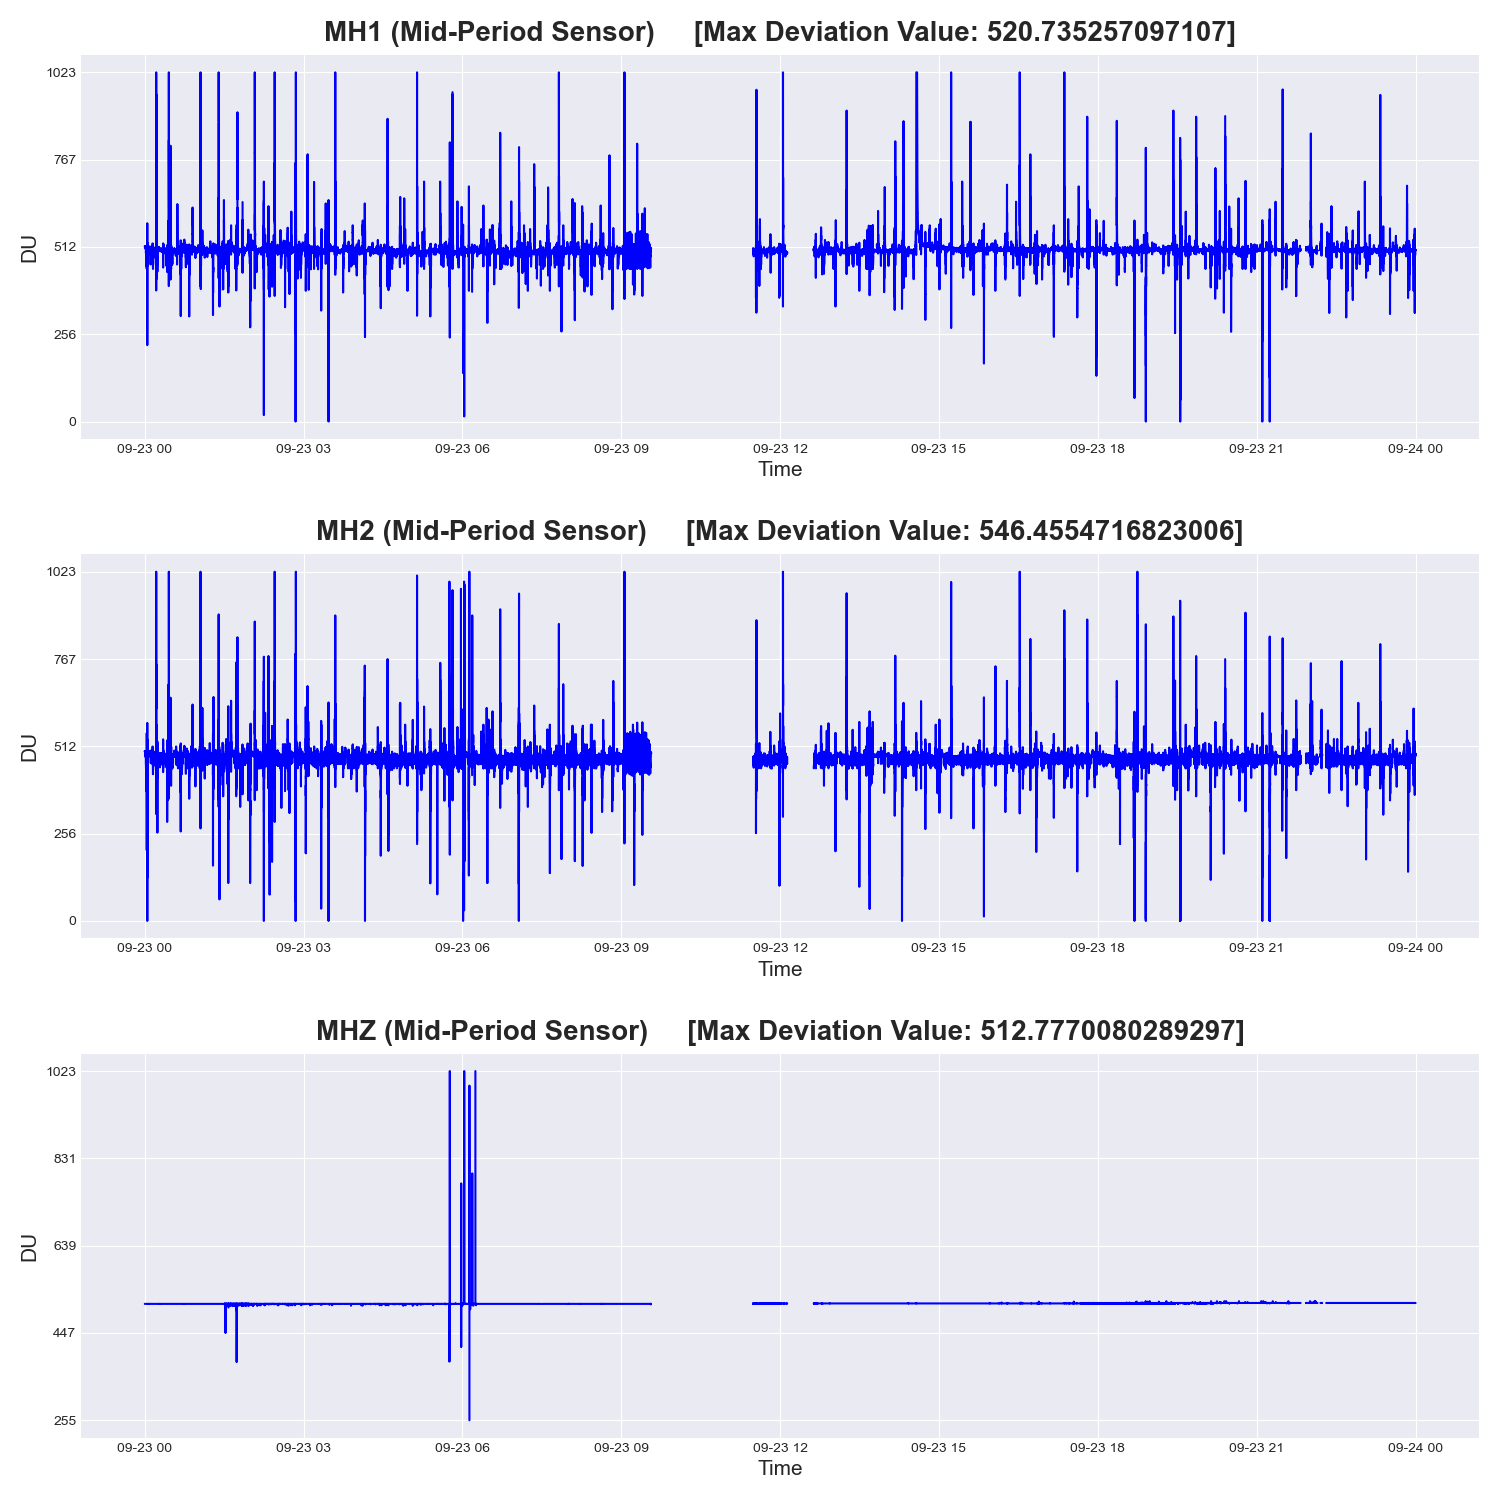 MH1 (Mid-Period Sensor)     [Max Deviation Value: 520.735257097107]
1023
767
512
256
0
DU
09-23 00 09-23 03 09-23 06 09-23 09 09-23 12 09-23 15 09-23 18 09-23 21 09-24 00
Time
MH2 (Mid-Period Sensor)     [Max Deviation Value: 546.4554716823006]
1023
767
512
256
0
DU
09-23 00 09-23 03 09-23 06 09-23 09 09-23 12 09-23 15 09-23 18 09-23 21 09-24 00
Time
MHZ (Mid-Period Sensor)     [Max Deviation Value: 512.7770080289297]
1023
831
639
447
255
DU
09-23 00 09-23 03 09-23 06 09-23 09 09-23 12 09-23 15 09-23 18 09-23 21 09-24 00
Time